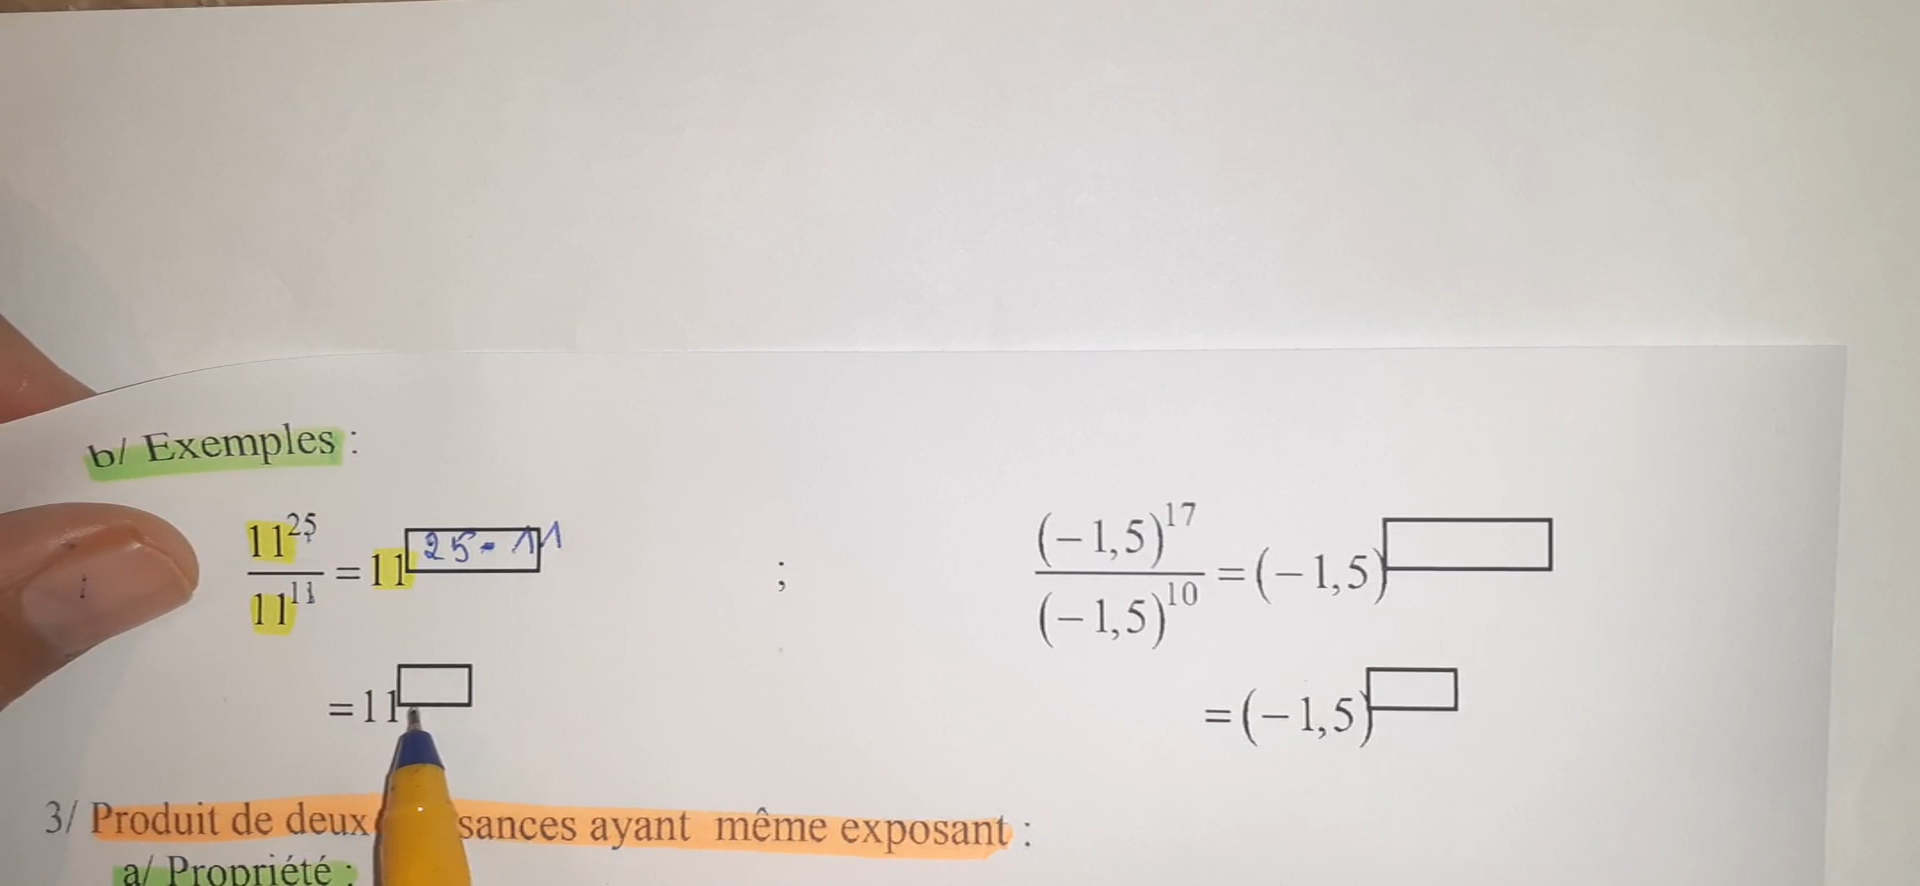 b/ Exemples :
11^25 / 11^11 = 11^25-11 ; (-1,5)^17 / (-1,5)^10 = (-1,5)
= 11 = (-1,5)
3/ Produit de deux sances ayant même exposant :
a/ Propriété :